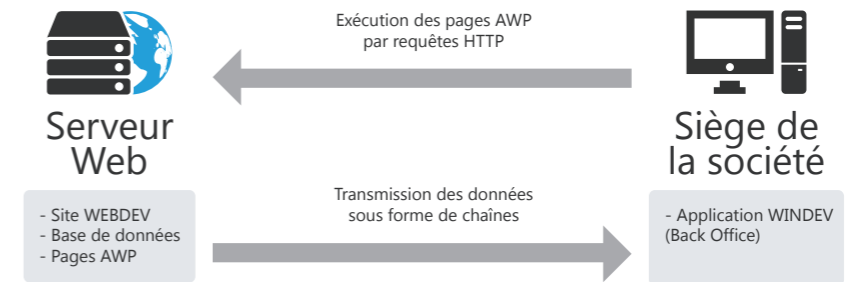 Exécution des pages AWP
par requêtes HTTP
Serveur
Web
Siège de
la société
- Site WEBDEV
- Base de données
- Pages AWP
Transmission des données
sous forme de chaînes
- Application WINDEV
(Back Office)